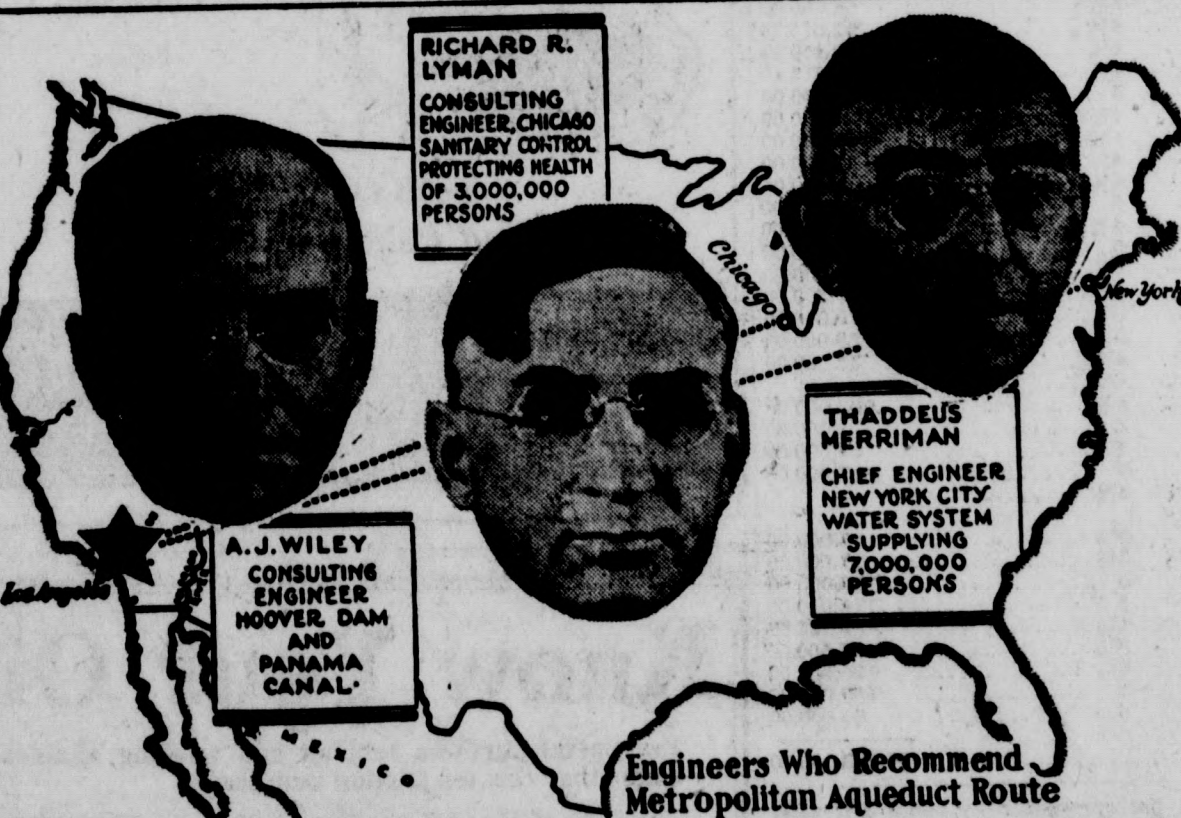 RICHARD R.
LYMAN
CONSULTING
ENGINEER, CHICAGO
SANITARY CONTROL
PROTECTING HEALTH
OF 3,000,000
PERSONS
Chicago
New York
THADDEUS
MERRIMAN
CHIEF ENGINEER
NEW YORK CITY
WATER SYSTEM
SUPPLYING
7,000,000
PERSONS
Los Angeles
A.J. WILEY
CONSULTING
ENGINEER
HOOVER DAM
AND
PANAMA
CANAL.
MEXICO
Engineers Who Recommend
Metropolitan Aqueduct Route